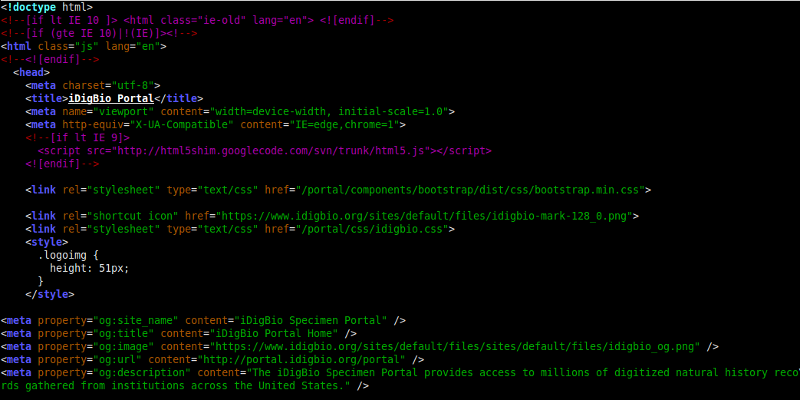 <!doctype html>
<!--[if lt IE 10 ]> <html class="ie-old" lang="en"> <![endif]-->
<!--[if (gte IE 10)|!(IE)]><!-->
<html class="js" lang="en">
<!--<![endif]-->
  <head>
    <meta charset="utf-8">
    <title>iDigBio Portal</title>
    <meta name="viewport" content="width=device-width, initial-scale=1.0">
    <meta http-equiv="X-UA-Compatible" content="IE=edge,chrome=1">
    <!--[if lt IE 9]>
      <script src="http://html5shim.googlecode.com/svn/trunk/html5.js"></script>
    <![endif]-->
    <link rel="stylesheet" type="text/css" href="/portal/components/bootstrap/dist/css/bootstrap.min.css">
    <link rel="shortcut icon" href="https://www.idigbio.org/sites/default/files/idigbio-mark-128_0.png">
    <link rel="stylesheet" type="text/css" href="/portal/css/idigbio.css">
    <style>
      .logoimg {
        height: 51px;
      }
    </style>
<meta property="og:site_name" content="iDigBio Specimen Portal" />
<meta property="og:title" content="iDigBio Portal Home" />
<meta property="og:image" content="https://www.idigbio.org/sites/default/files/sites/default/files/idigbio_og.png" />
<meta property="og:url" content="http://portal.idigbio.org/portal" />
<meta property="og:description" content="The iDigBio Specimen Portal provides access to millions of digitized natural history reco
rds gathered from institutions across the United States." />